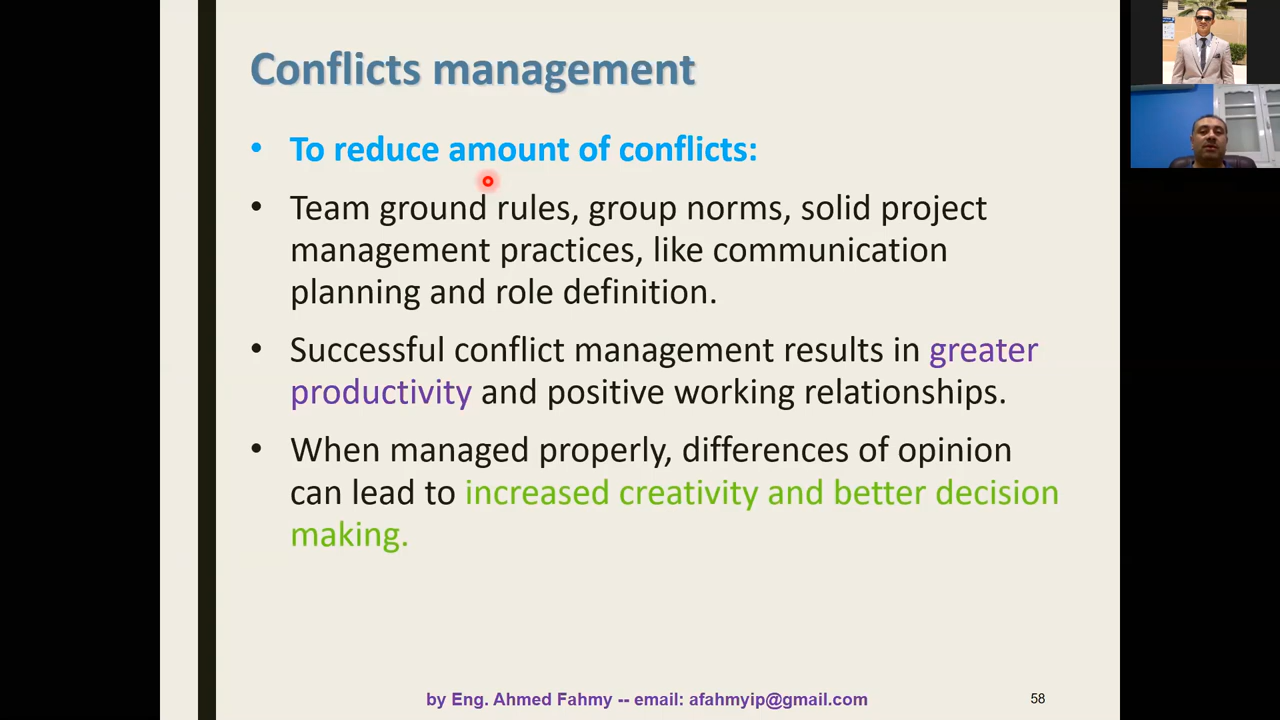 Conflicts management
• To reduce amount of conflicts:
• Team ground rules, group norms, solid project
management practices, like communication
planning and role definition.
• Successful conflict management results in greater
productivity and positive working relationships.
• When managed properly, differences of opinion
can lead to increased creativity and better decision
making.
by Eng. Ahmed Fahmy -- email: afahmyip@gmail.com
58